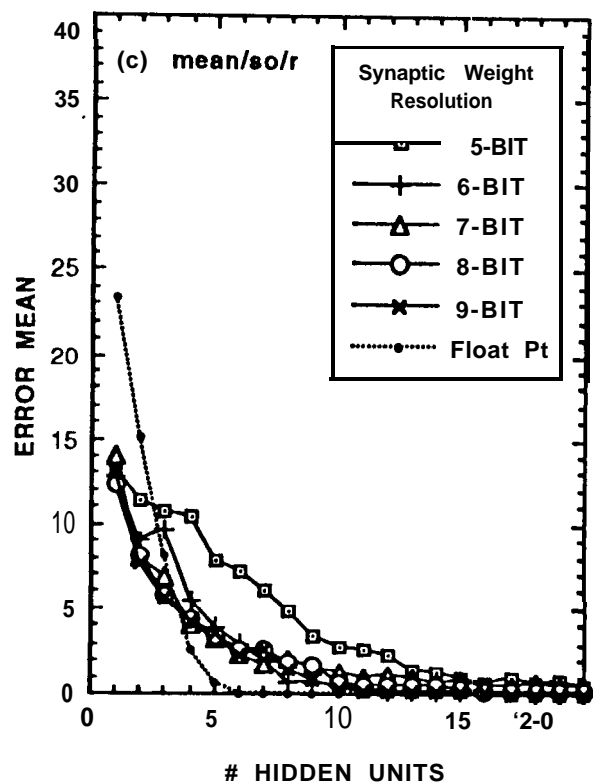 (c) mean/so/r
Synaptic Weight
Resolution
5-BIT
6-BIT
7-BIT
8-BIT
9-BIT
Float Pt
40
35
30
25
20
15
10
5
0
ERROR MEAN
0 5 10 15 ‘2-0
# HIDDEN UNITS